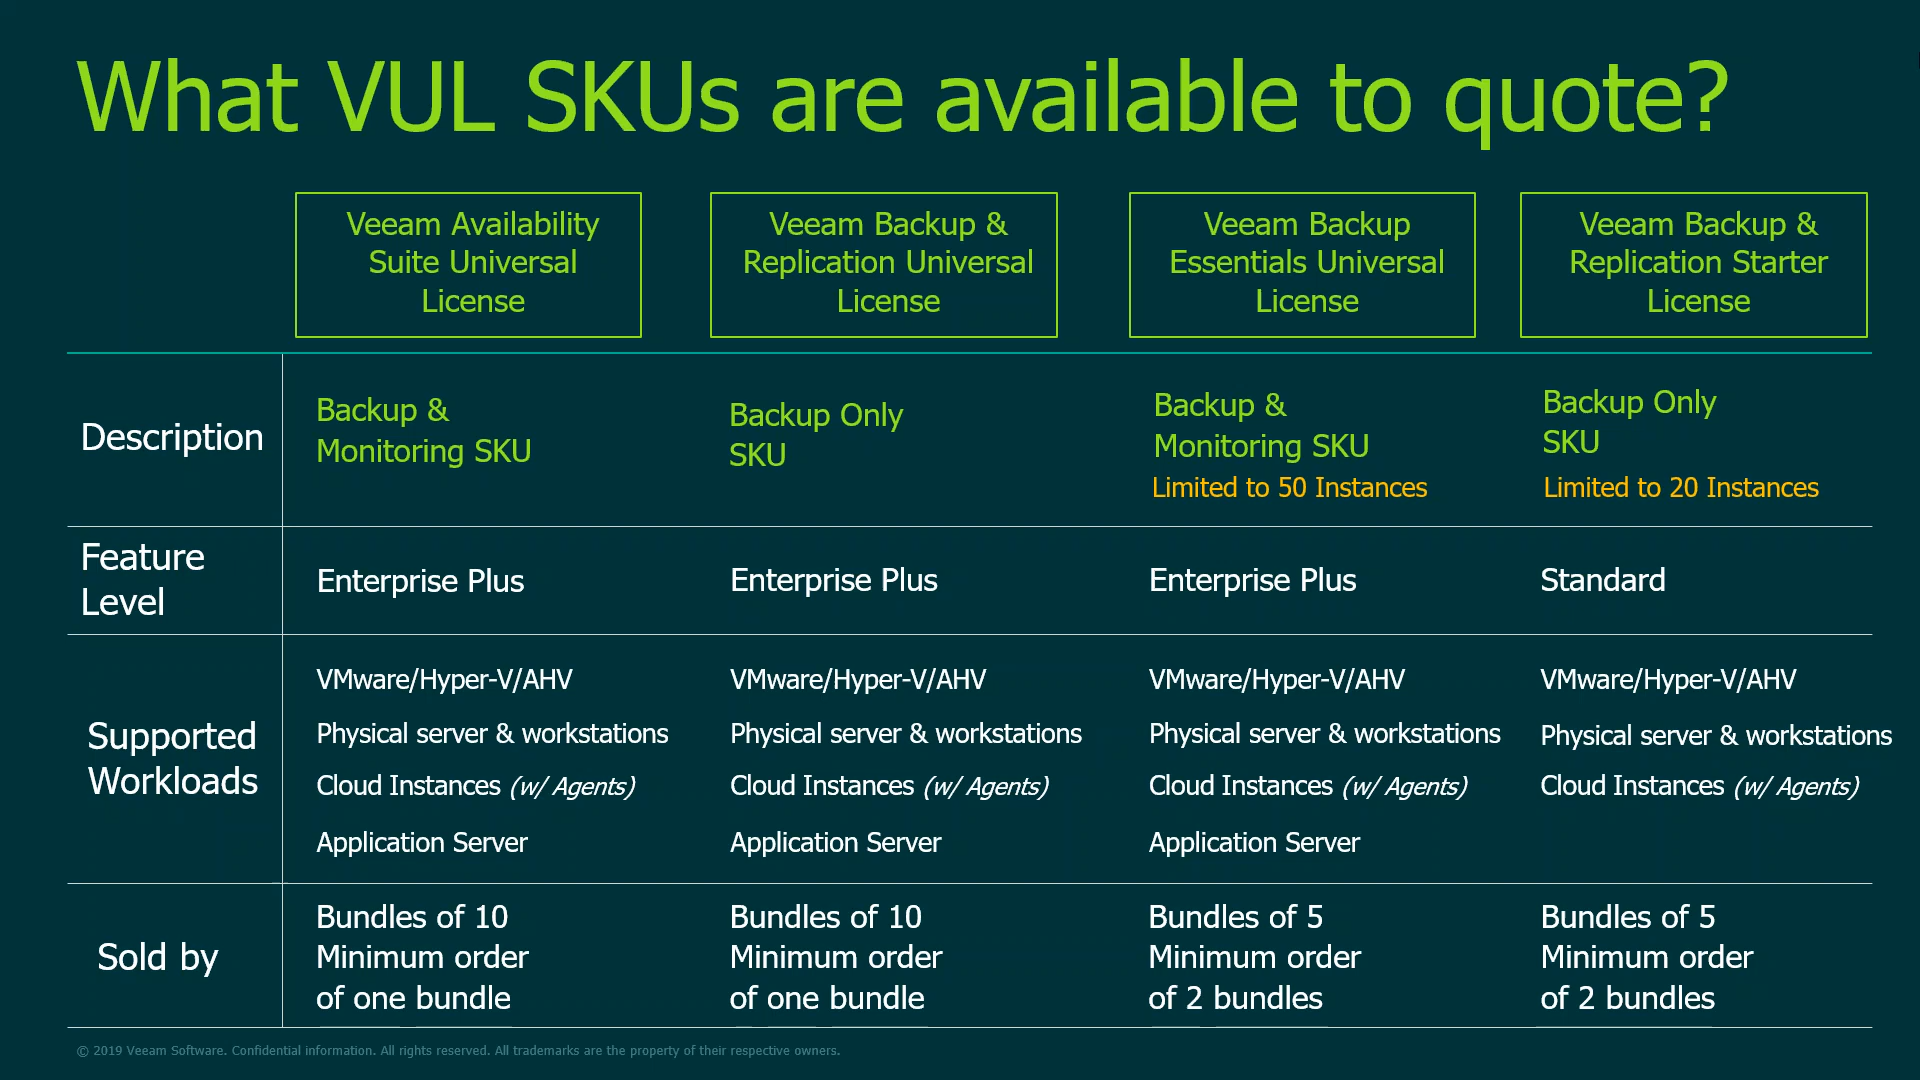 What VUL SKUs are available to quote?
Veeam Availability
Suite Universal
License
Veeam Backup &
Replication Universal
License
Veeam Backup
Essentials Universal
License
Veeam Backup &
Replication Starter
License
Description
Backup &
Monitoring SKU
Backup Only
SKU
Backup &
Monitoring SKU
Limited to 50 Instances
Backup Only
SKU
Limited to 20 Instances
Feature
Level
Enterprise Plus
Enterprise Plus
Enterprise Plus
Standard
Supported
Workloads
VMware/Hyper-V/AHV
Physical server & workstations
Cloud Instances (w/ Agents)
Application Server
VMware/Hyper-V/AHV
Physical server & workstations
Cloud Instances (w/ Agents)
Application Server
VMware/Hyper-V/AHV
Physical server & workstations
Cloud Instances (w/ Agents)
Application Server
VMware/Hyper-V/AHV
Physical server & workstations
Cloud Instances (w/ Agents)
Sold by
Bundles of 10
Minimum order
of one bundle
Bundles of 10
Minimum order
of one bundle
Bundles of 5
Minimum order
of 2 bundles
Bundles of 5
Minimum order
of 2 bundles
© 2019 Veeam Software. Confidential information. All rights reserved. All trademarks are the property of their respective owners.